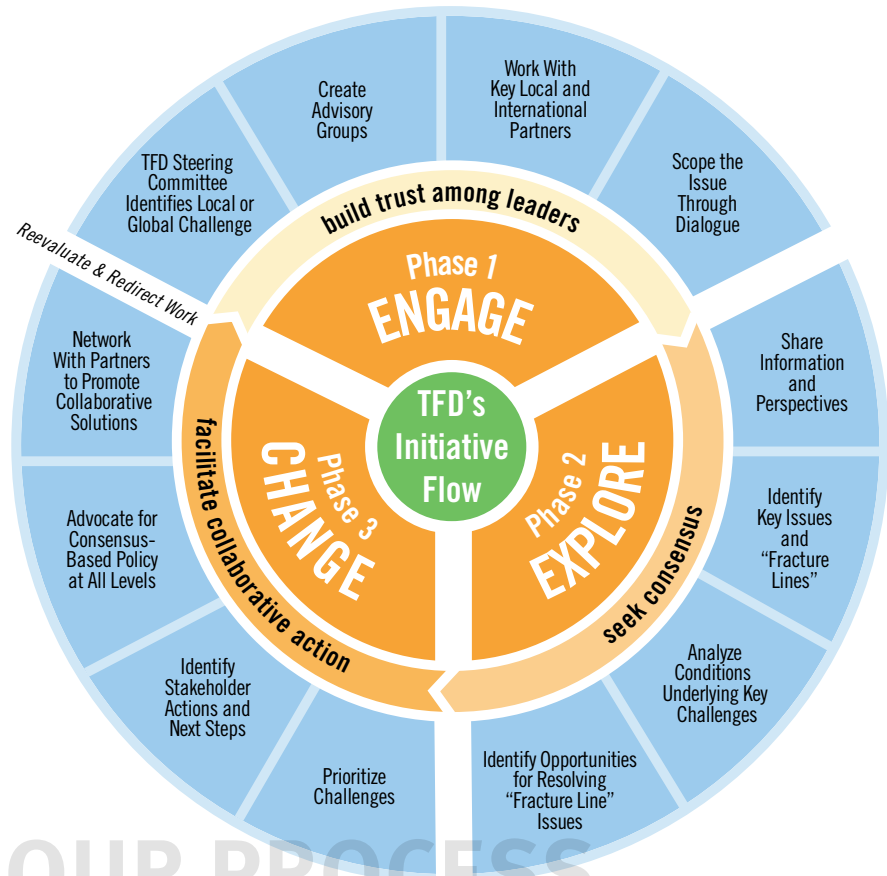 TFD's
Initiative
Flow
Phase 1
ENGAGE
build trust among leaders
TFD Steering
Committee
Identifies Local or
Global Challenge
Create
Advisory
Groups
Work With
Key Local and
International
Partners
Scope the
Issue
Through
Dialogue
Phase 2
EXPLORE
seek consensus
Share
Information
and
Perspectives
Identify
Key Issues
and
“Fracture
Lines”
Analyze
Conditions
Underlying Key
Challenges
Identify Opportunities
for Resolving
“Fracture Line”
Issues
Phase 3
CHANGE
facilitate collaborative action
Prioritize
Challenges
Identify
Stakeholder
Actions and
Next Steps
Advocate for
Consensus-
Based Policy
at All Levels
Network
With Partners
to Promote
Collaborative
Solutions
Reevaluate & Redirect Work
OUR PROCESS